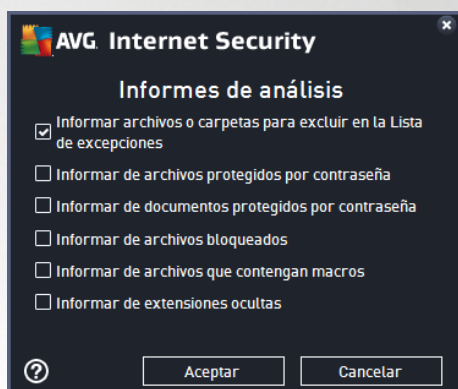 AVG Internet Security
Informes de análisis
Informar archivos o carpetas para excluir en la Lista
de excepciones
Informar de archivos protegidos por contraseña
Informar de documentos protegidos por contraseña
Informar de archivos bloqueados
Informar de archivos que contengan macros
Informar de extensiones ocultas
Aceptar
Cancelar